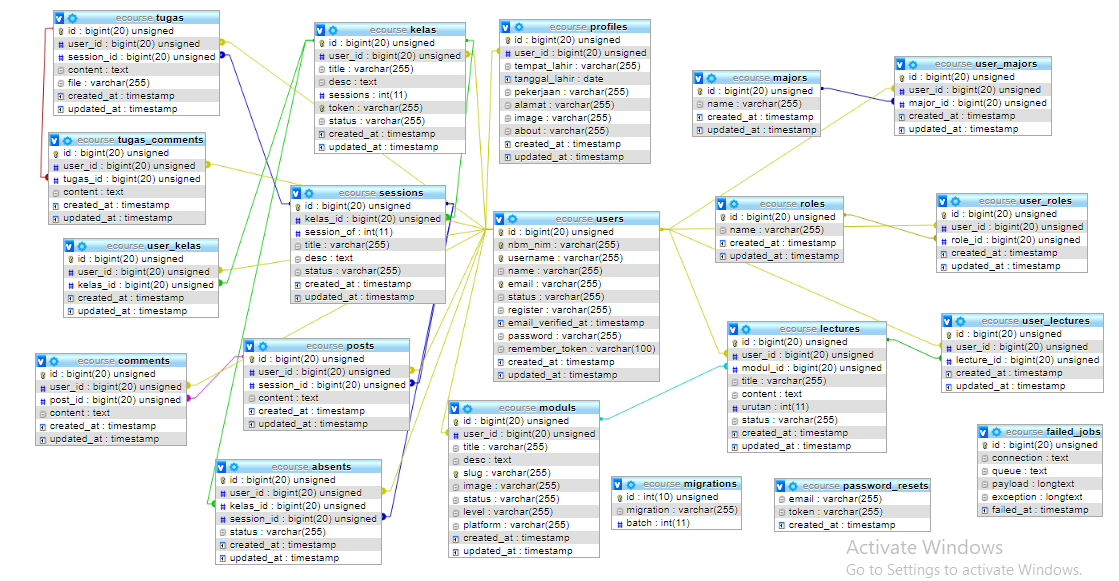 ecourse tugas
id : bigint(20) unsigned
user_id : bigint(20) unsigned
session_id : bigint(20) unsigned
content : text
file : varchar(255)
created_at : timestamp
updated_at : timestamp
ecourse kelas
id : bigint(20) unsigned
user_id : bigint(20) unsigned
title : varchar(255)
desc : text
sessions : int(11)
token : varchar(255)
status : varchar(255)
created_at : timestamp
updated_at : timestamp
ecourse profiles
id : bigint(20) unsigned
user_id : bigint(20) unsigned
tempat_lahir : varchar(255)
tanggal_lahir : date
pekerjaan : varchar(255)
alamat : varchar(255)
image : varchar(255)
about : varchar(255)
created_at : timestamp
updated_at : timestamp
ecourse majors
id : bigint(20) unsigned
name : varchar(255)
created_at : timestamp
updated_at : timestamp
ecourse user_majors
id : bigint(20) unsigned
user_id : bigint(20) unsigned
major_id : bigint(20) unsigned
created_at : timestamp
updated_at : timestamp
ecourse tugas_comments
id : bigint(20) unsigned
user_id : bigint(20) unsigned
tugas_id : bigint(20) unsigned
content : text
created_at : timestamp
updated_at : timestamp
ecourse sessions
id : bigint(20) unsigned
kelas_id : bigint(20) unsigned
session_of : int(11)
title : varchar(255)
desc : text
status : varchar(255)
created_at : timestamp
updated_at : timestamp
ecourse users
id : bigint(20) unsigned
nbm_nim : varchar(255)
username : varchar(255)
name : varchar(255)
email : varchar(255)
status : varchar(255)
register : varchar(255)
email_verified_at : timestamp
password : varchar(255)
remember_token : varchar(100)
created_at : timestamp
updated_at : timestamp
ecourse roles
id : bigint(20) unsigned
name : varchar(255)
created_at : timestamp
updated_at : timestamp
ecourse user_roles
id : bigint(20) unsigned
user_id : bigint(20) unsigned
role_id : bigint(20) unsigned
created_at : timestamp
updated_at : timestamp
ecourse user_kelas
id : bigint(20) unsigned
user_id : bigint(20) unsigned
kelas_id : bigint(20) unsigned
created_at : timestamp
updated_at : timestamp
ecourse lectures
id : bigint(20) unsigned
user_id : bigint(20) unsigned
modul_id : bigint(20) unsigned
title : varchar(255)
content : text
urutan : int(11)
status : varchar(255)
created_at : timestamp
updated_at : timestamp
ecourse user_lectures
id : bigint(20) unsigned
user_id : bigint(20) unsigned
lecture_id : bigint(20) unsigned
created_at : timestamp
updated_at : timestamp
ecourse comments
id : bigint(20) unsigned
user_id : bigint(20) unsigned
post_id : bigint(20) unsigned
content : text
created_at : timestamp
updated_at : timestamp
ecourse posts
id : bigint(20) unsigned
user_id : bigint(20) unsigned
session_id : bigint(20) unsigned
content : text
created_at : timestamp
updated_at : timestamp
ecourse moduls
id : bigint(20) unsigned
user_id : bigint(20) unsigned
title : varchar(255)
desc : text
slug : varchar(255)
image : varchar(255)
status : varchar(255)
level : varchar(255)
platform : varchar(255)
created_at : timestamp
updated_at : timestamp
ecourse absents
id : bigint(20) unsigned
user_id : bigint(20) unsigned
kelas_id : bigint(20) unsigned
session_id : bigint(20) unsigned
status : varchar(255)
created_at : timestamp
updated_at : timestamp
ecourse migrations
id : int(10) unsigned
migration : varchar(255)
batch : int(11)
ecourse password_resets
email : varchar(255)
token : varchar(255)
created_at : timestamp
ecourse failed_jobs
id : bigint(20) unsigned
connection : text
queue : text
payload : longtext
exception : longtext
failed_at : timestamp
Activate Windows
Go to Settings to activate Windows.